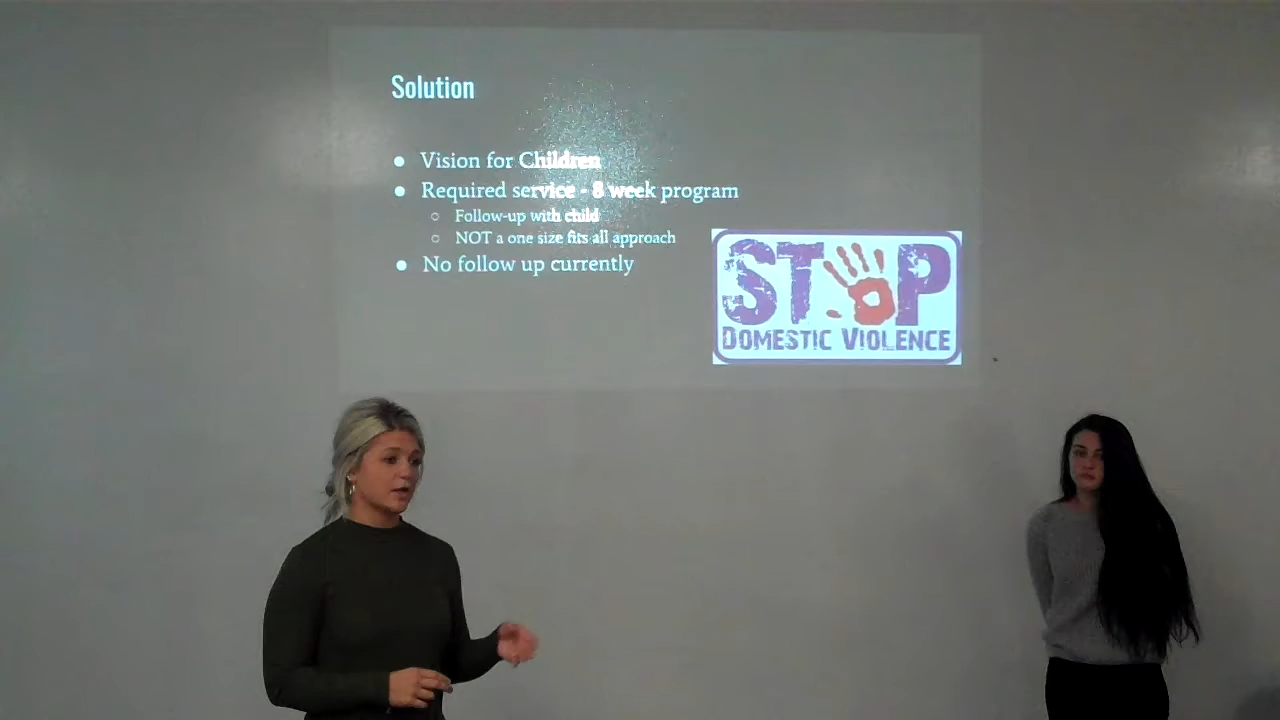 Solution
Vision for Children
Required service - 8 week program
Follow-up with child
NOT a one size fits all approach
No follow up currently
STOP
DOMESTIC VIOLENCE